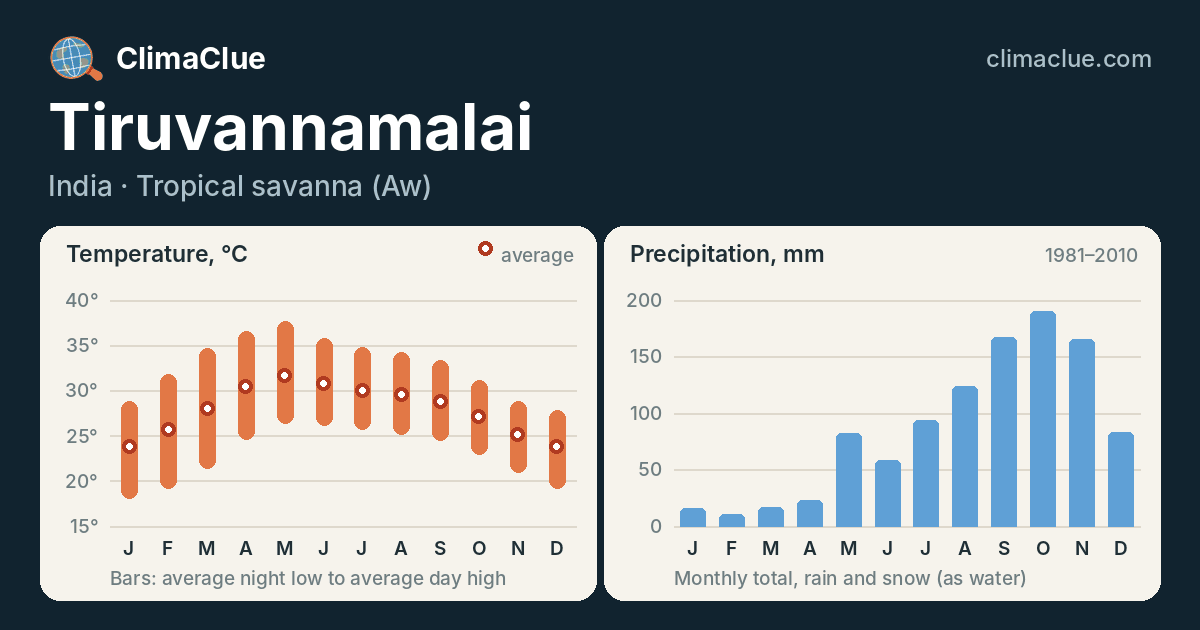 ClimaClue
climaclue.com
Tiruvannamalai
India · Tropical savanna (Aw)
Temperature, °C
average
40°
35°
30°
25°
20°
15°
J F M A M J J A S O N D
Bars: average night low to average day high
Precipitation, mm
1981–2010
200
150
100
50
0
J F M A M J J A S O N D
Monthly total, rain and snow (as water)